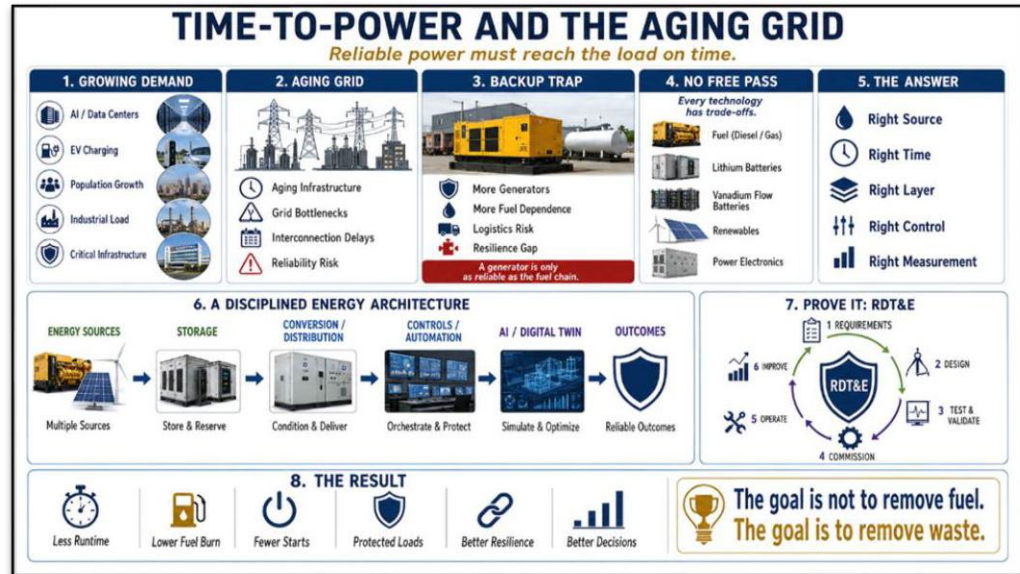 TIME-TO-POWER AND THE AGING GRID
Reliable power must reach the load on time.
1. GROWING DEMAND
AI / Data Centers
EV Charging
Population Growth
Industrial Load
Critical Infrastructure
2. AGING GRID
Aging Infrastructure
Grid Bottlenecks
Interconnection Delays
Reliability Risk
3. BACKUP TRAP
More Generators
More Fuel Dependence
Logistics Risk
Resilience Gap
A generator is only
as reliable as the fuel chain.
4. NO FREE PASS
Every technology
has trade-offs.
Fuel (Diesel / Gas)
Lithium Batteries
Vanadium Flow
Batteries
Renewables
Power Electronics
5. THE ANSWER
Right Source
Right Time
Right Layer
Right Control
Right Measurement
6. A DISCIPLINED ENERGY ARCHITECTURE
ENERGY SOURCES
Multiple Sources
STORAGE
Store & Reserve
CONVERSION /
DISTRIBUTION
Condition & Deliver
CONTROLS /
AUTOMATION
Orchestrate & Protect
AI / DIGITAL TWIN
Simulate & Optimize
OUTCOMES
Reliable Outcomes
7. PROVE IT: RDT&E
RDT&E
1 REQUIREMENTS
2 DESIGN
3 TEST &
VALIDATE
4 COMMISSION
5 OPERATE
6 IMPROVE
8. THE RESULT
Less Runtime
Lower Fuel Burn
Fewer Starts
Protected Loads
Better Resilience
Better Decisions
The goal is not to remove fuel.
The goal is to remove waste.